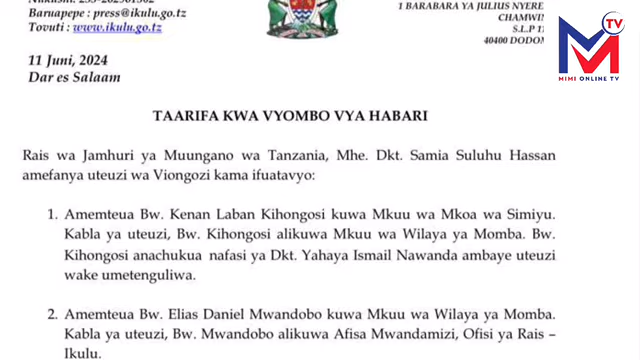 Baruapepe : press@ikulu.go.tz
Tovuti : www.ikulu.go.tz
1 BARABARA YA JULIUS NYERE
CHAMWI
S.L.P 1
40400 DODOM
11 Juni, 2024
Dar es Salaam
M TV
MIMI ONLINE TV
TAARIFA KWA VYOMBO VYA HABARI
Rais wa Jamhuri ya Muungano wa Tanzania, Mhe. Dkt. Samia Suluhu Hassan
amefanya uteuzi wa Viongozi kama ifuatavyo:
1. Amemteua Bw. Kenan Laban Kihongosi kuwa Mkuu wa Mkoa wa Simiyu.
Kabla ya uteuzi, Bw. Kihongosi alikuwa Mkuu wa Wilaya ya Momba. Bw.
Kihongosi anachukua nafasi ya Dkt. Yahaya Ismail Nawanda ambaye uteuzi
wake umetenguliwa.
2. Amemteua Bw. Elias Daniel Mwandobo kuwa Mkuu wa Wilaya ya Momba.
Kabla ya uteuzi, Bw. Mwandobo alikuwa Afisa Mwandamizi, Ofisi ya Rais –
Ikulu.